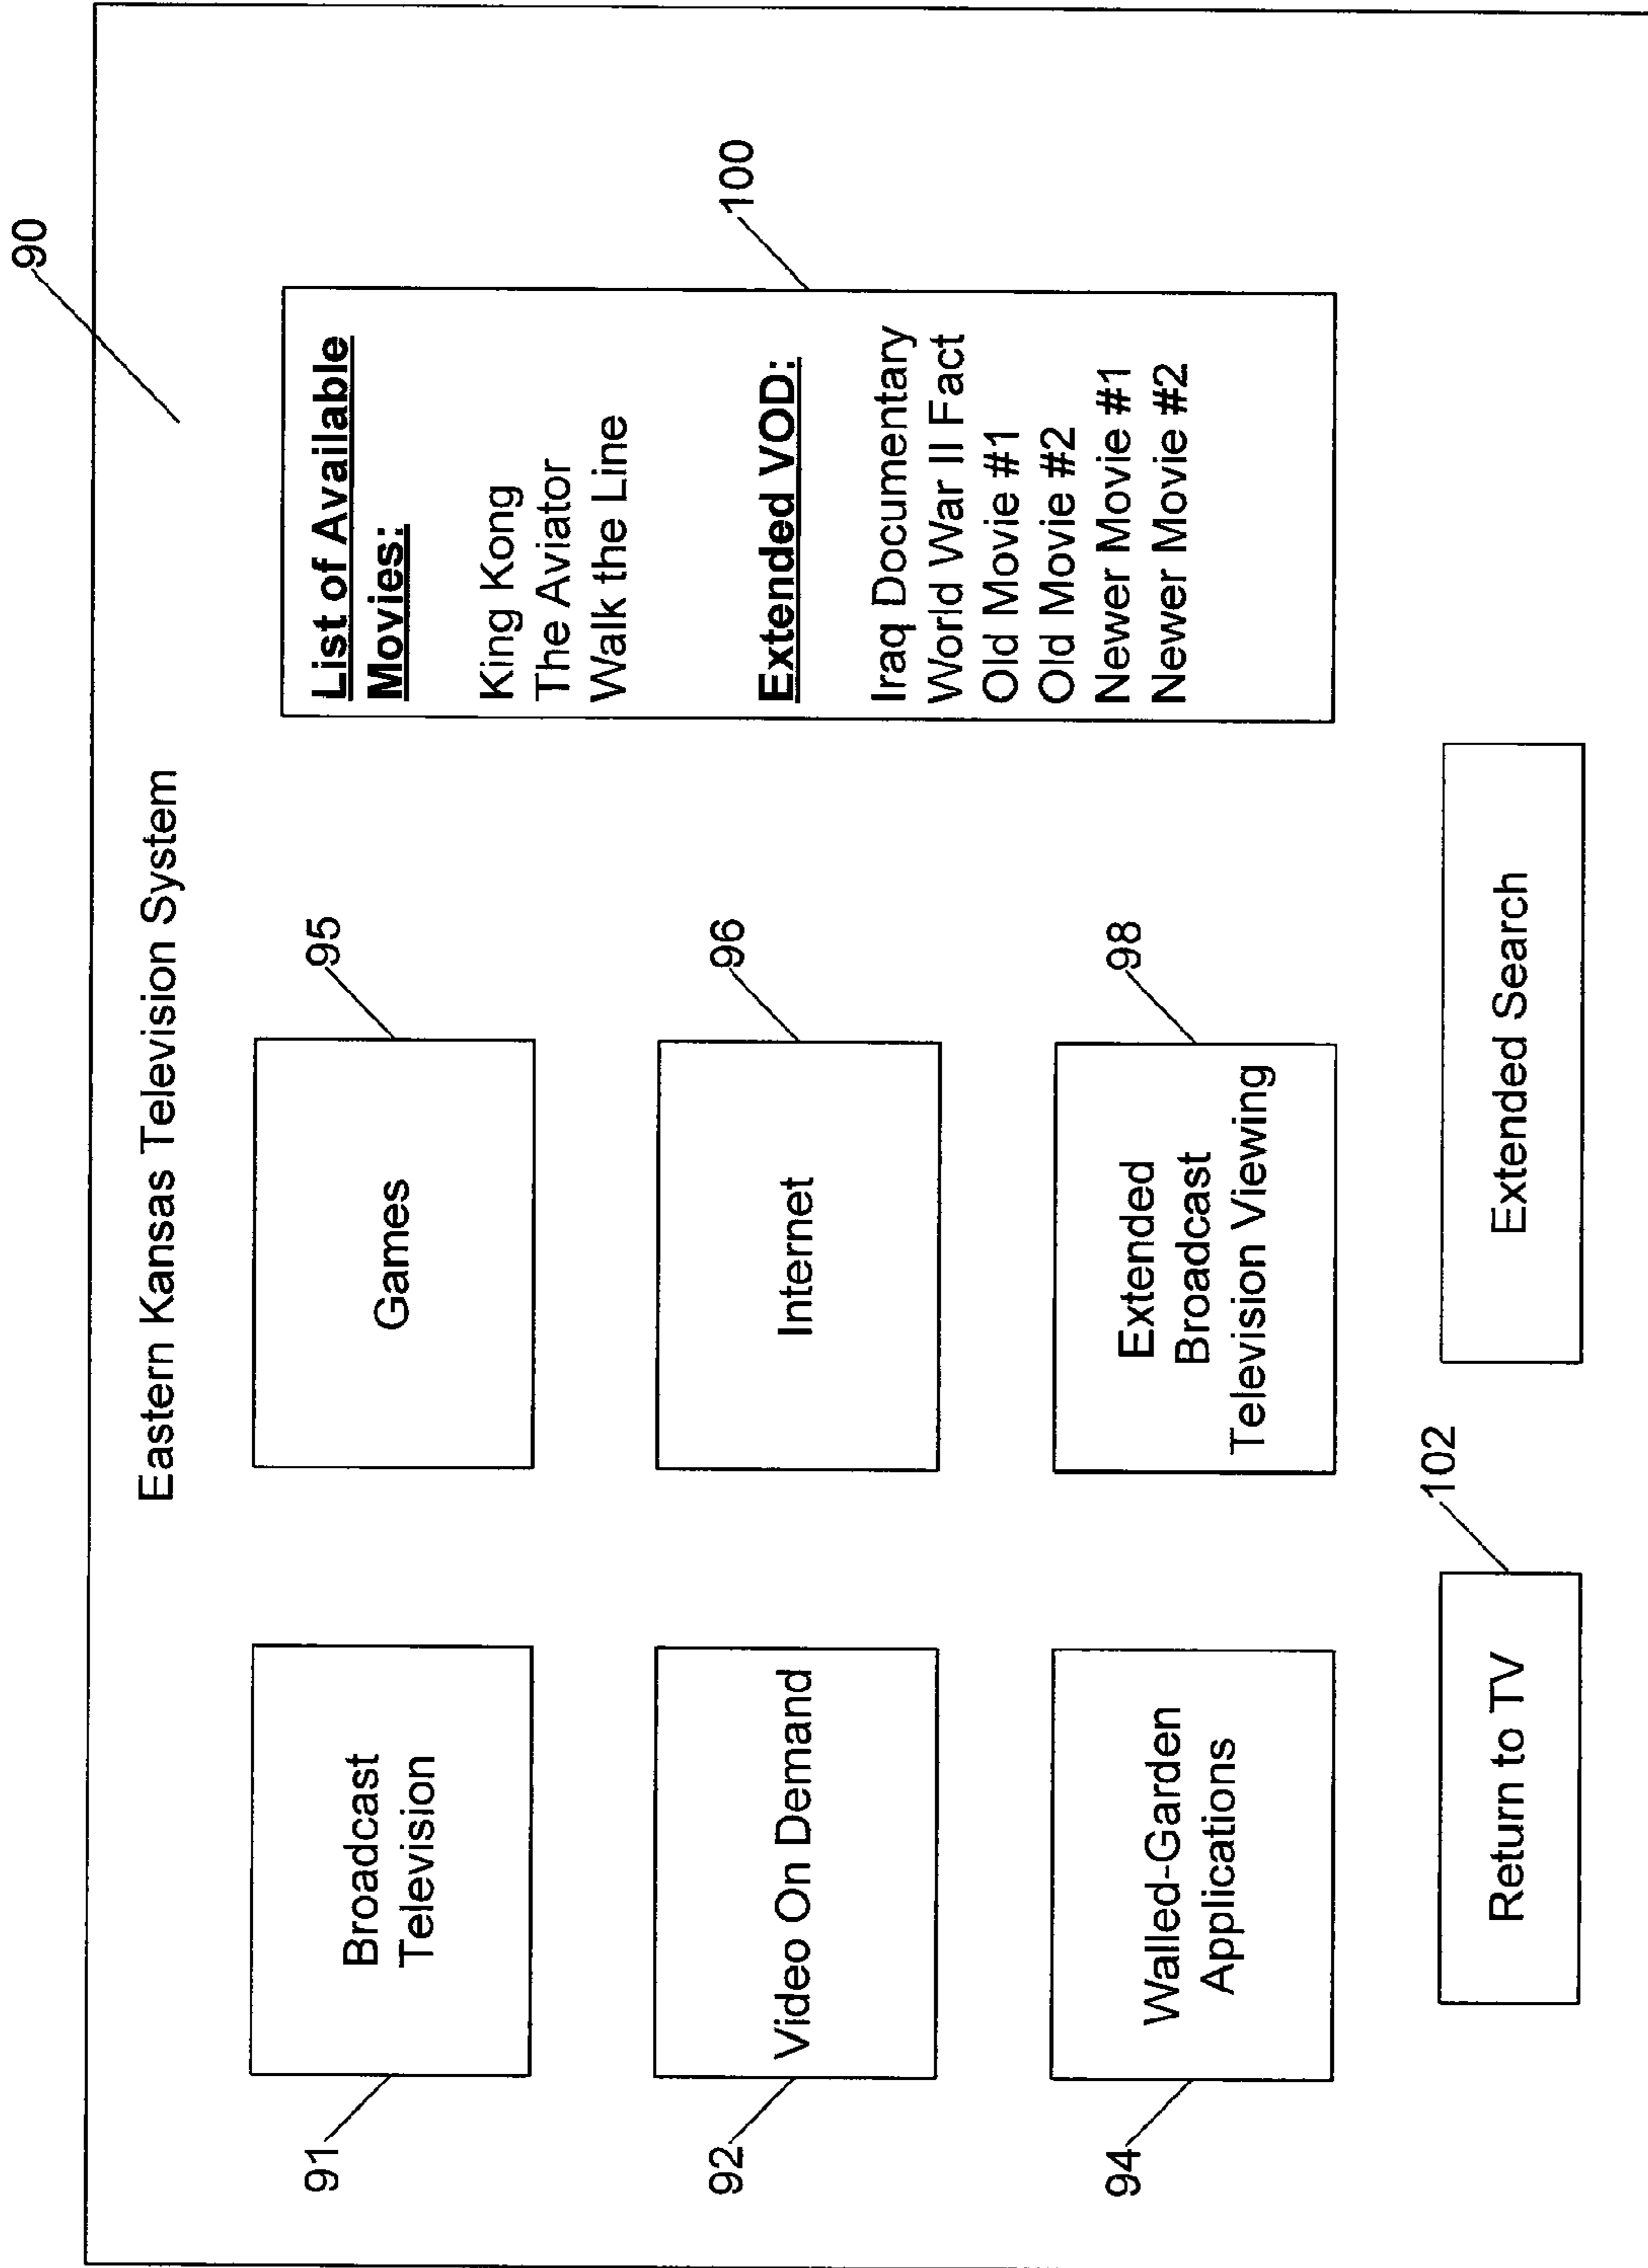 90
Eastern Kansas Television System
91
Broadcast
Television
95
Games
92
Video On Demand
96
Internet
94
Walled-Garden
Applications
98
Extended
Broadcast
Television Viewing
100
List of Available
Movies:
King Kong
The Aviator
Walk the Line
Extended VOD:
Iraq Documentary
World War II Fact
Old Movie #1
Old Movie #2
Newer Movie #1
Newer Movie #2
102
Return to TV
Extended Search